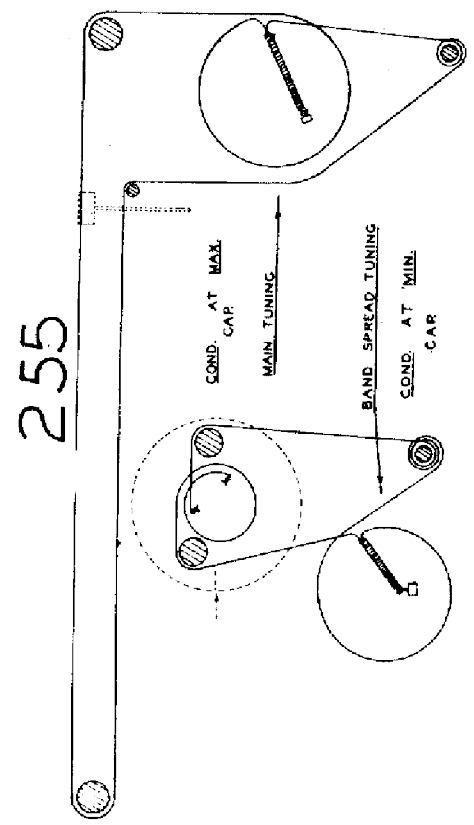 255
COND. AT MAX.
CAP.
MAIN TUNING
BAND SPREAD TUNING
COND. AT MIN.
CAP.